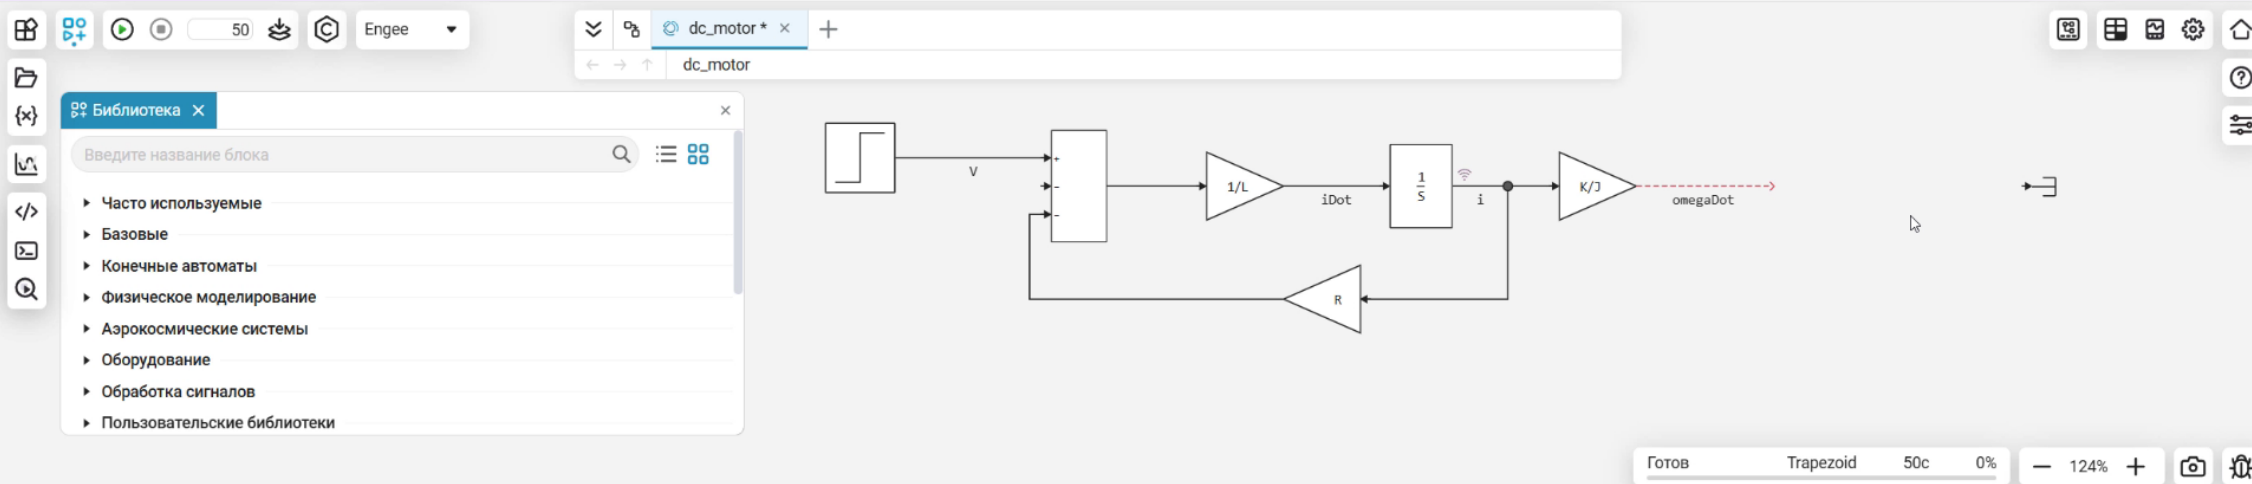 50
Engee
dc_motor *
dc_motor
Библиотека
Введите название блока
Часто используемые
Базовые
Конечные автоматы
Физическое моделирование
Аэрокосмические системы
Оборудование
Обработка сигналов
Пользовательские библиотеки
V
+
-
-
1/L
iDot
1
S
i
K/J
omegaDot
R
Готов Trapezoid 50с 0%
124%